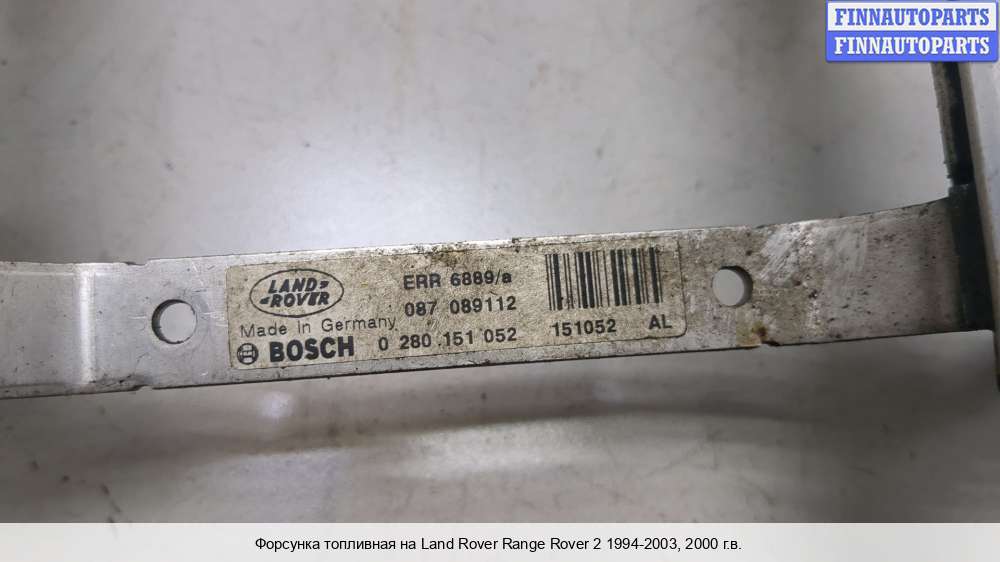 FINNAUTOPARTS
FINNAUTOPARTS
LAND
ROVER
ERR 6889/a
087 089112
Made in Germany
BOSCH 0 280 151 052
151052 AL
Форсунка топливная на Land Rover Range Rover 2 1994-2003, 2000 г.в.